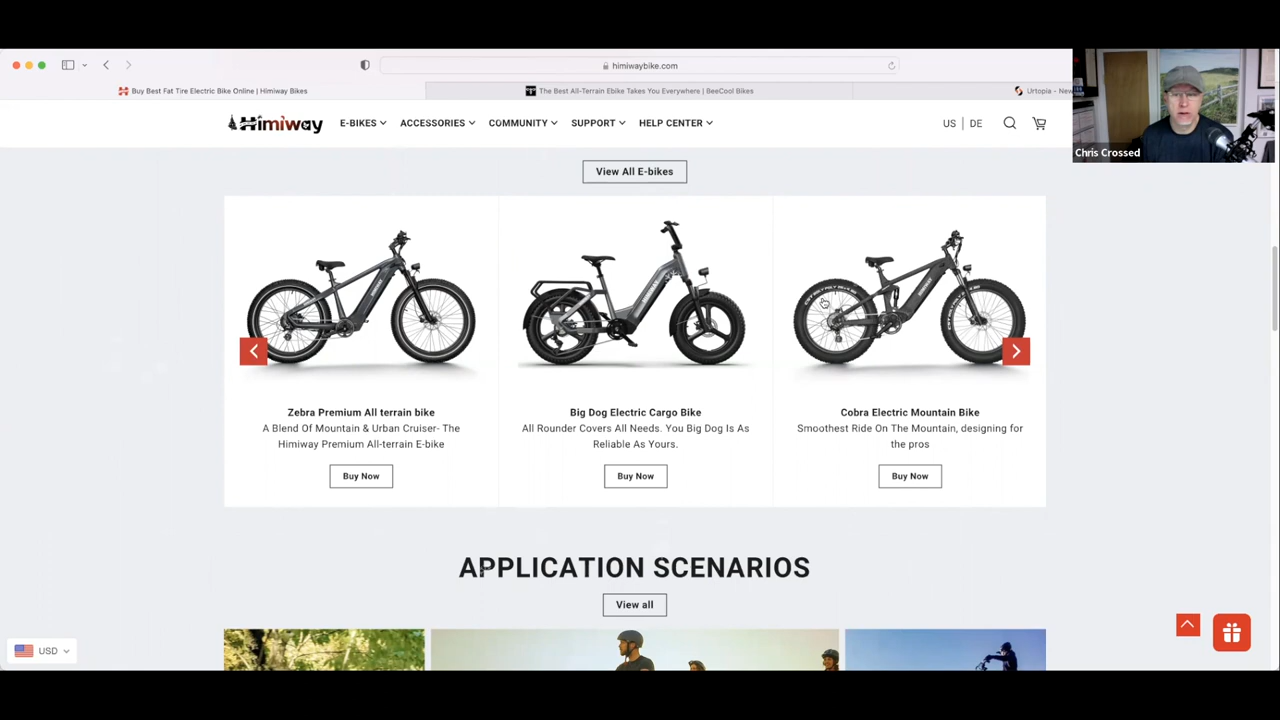 himiwaybike.com
Buy Best Fat Tire Electric Bike Online | Himiway Bikes
The Best All-Terrain Ebike Takes You Everywhere | BeeCool Bikes
Urtopia - New
Chris Crossed
Himiway
E-BIKES
ACCESSORIES
COMMUNITY
SUPPORT
HELP CENTER
US | DE
View All E-bikes
Zebra Premium All terrain bike
A Blend Of Mountain & Urban Cruiser- The
Himiway Premium All-terrain E-bike
Buy Now
Big Dog Electric Cargo Bike
All Rounder Covers All Needs. You Big Dog Is As
Reliable As Yours.
Buy Now
Cobra Electric Mountain Bike
Smoothest Ride On The Mountain, designing for
the pros
Buy Now
APPLICATION SCENARIOS
View all
USD